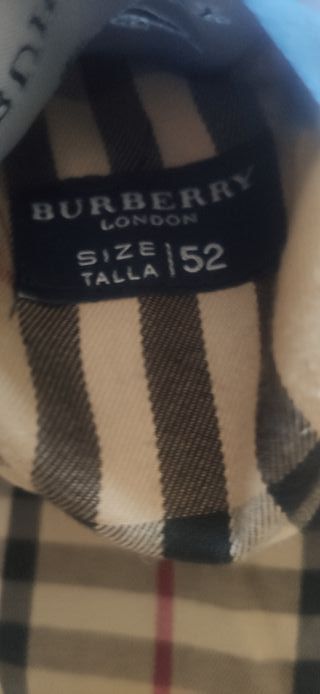 BURBERRY
LONDON
SIZE
TALLA | 52